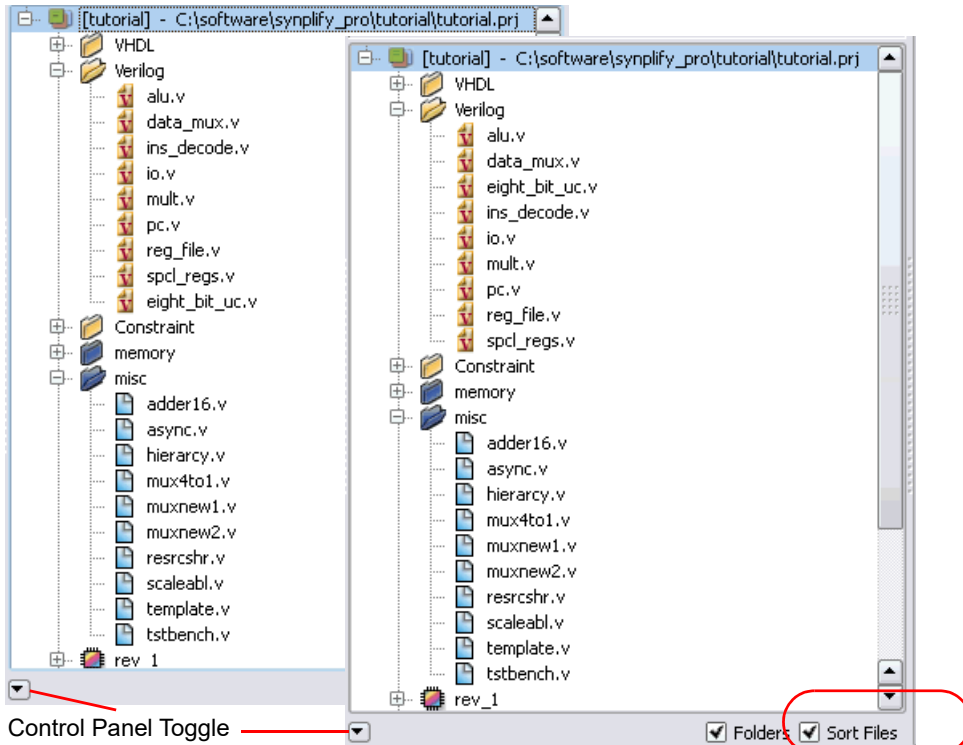 [tutorial] - C:\software\synplify_pro\tutorial\tutorial.prj
VHDL
Verilog
alu.v
data_mux.v
ins_decode.v
io.v
mult.v
pc.v
reg_file.v
spcl_regs.v
eight_bit_uc.v
Constraint
memory
misc
adder16.v
async.v
hierarcy.v
mux4to1.v
muxnew1.v
muxnew2.v
resrcshr.v
scaleabl.v
template.v
tstbench.v
rev_1
[tutorial] - C:\software\synplify_pro\tutorial\tutorial.prj
VHDL
Verilog
alu.v
data_mux.v
eight_bit_uc.v
ins_decode.v
io.v
mult.v
pc.v
reg_file.v
spcl_regs.v
Constraint
memory
misc
adder16.v
async.v
hierarcy.v
mux4to1.v
muxnew1.v
muxnew2.v
resrcshr.v
scaleabl.v
template.v
tstbench.v
rev_1
Folders Sort Files
Control Panel Toggle